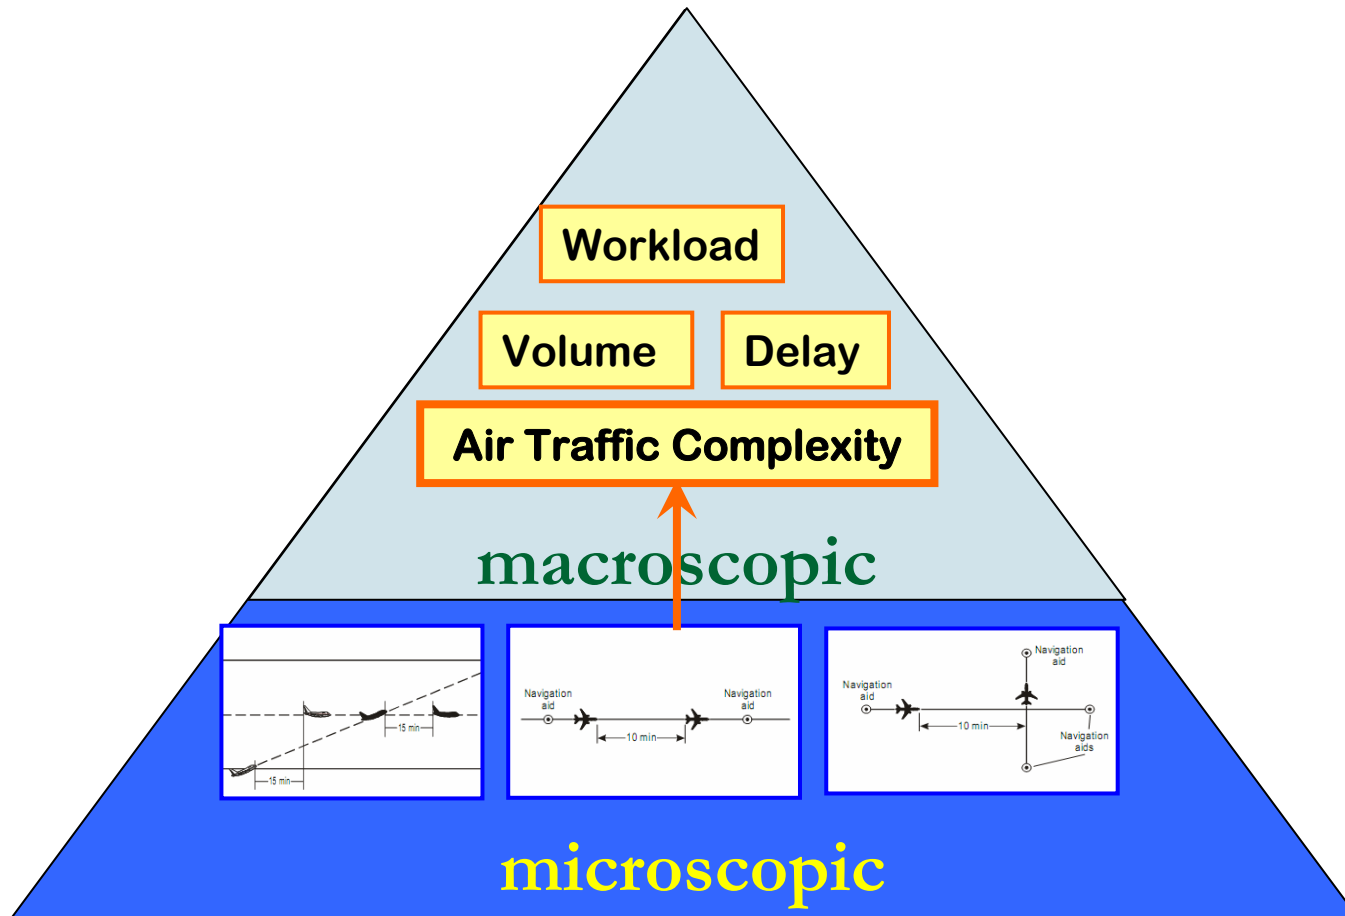 Workload
Volume
Delay
Air Traffic Complexity
macroscopic
15 min
15 min
Navigation
aid
Navigation
aid
10 min
Navigation
aid
Navigation
aid
10 min
Navigation
aids
microscopic